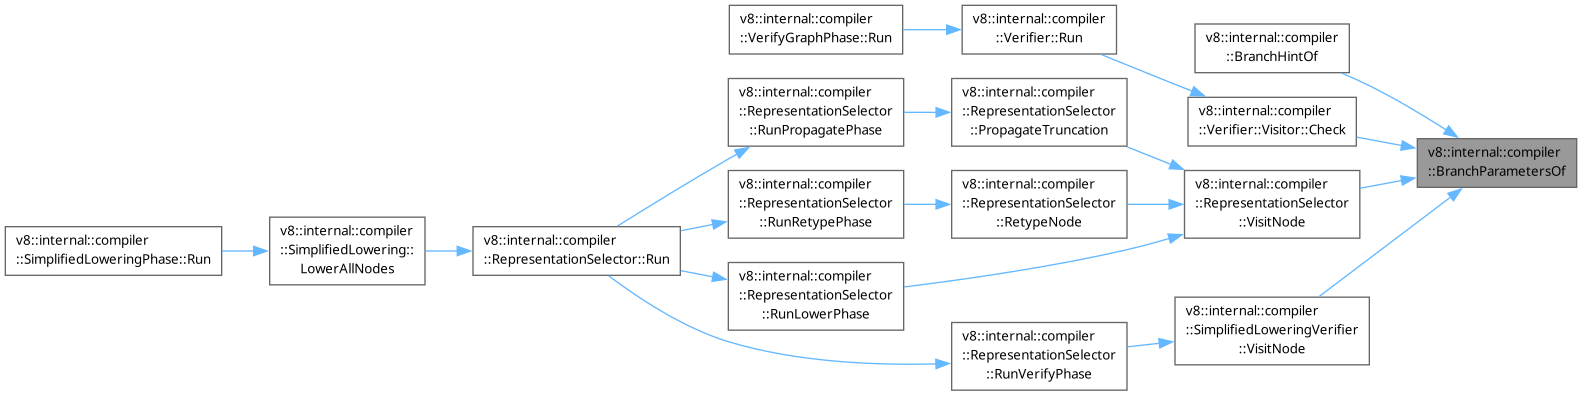 v8::internal::compiler
::VerifyGraphPhase::Run
v8::internal::compiler
::Verifier::Run
v8::internal::compiler
::BranchHintOf
v8::internal::compiler
::RepresentationSelector
::RunPropagatePhase
v8::internal::compiler
::RepresentationSelector
::PropagateTruncation
v8::internal::compiler
::Verifier::Visitor::Check
v8::internal::compiler
::BranchParametersOf
v8::internal::compiler
::RepresentationSelector
::RunRetypePhase
v8::internal::compiler
::RepresentationSelector
::RetypeNode
v8::internal::compiler
::RepresentationSelector
::VisitNode
v8::internal::compiler
::SimplifiedLoweringPhase::Run
v8::internal::compiler
::SimplifiedLowering::
LowerAllNodes
v8::internal::compiler
::RepresentationSelector::Run
v8::internal::compiler
::RepresentationSelector
::RunLowerPhase
v8::internal::compiler
::RepresentationSelector
::RunVerifyPhase
v8::internal::compiler
::SimplifiedLoweringVerifier
::VisitNode